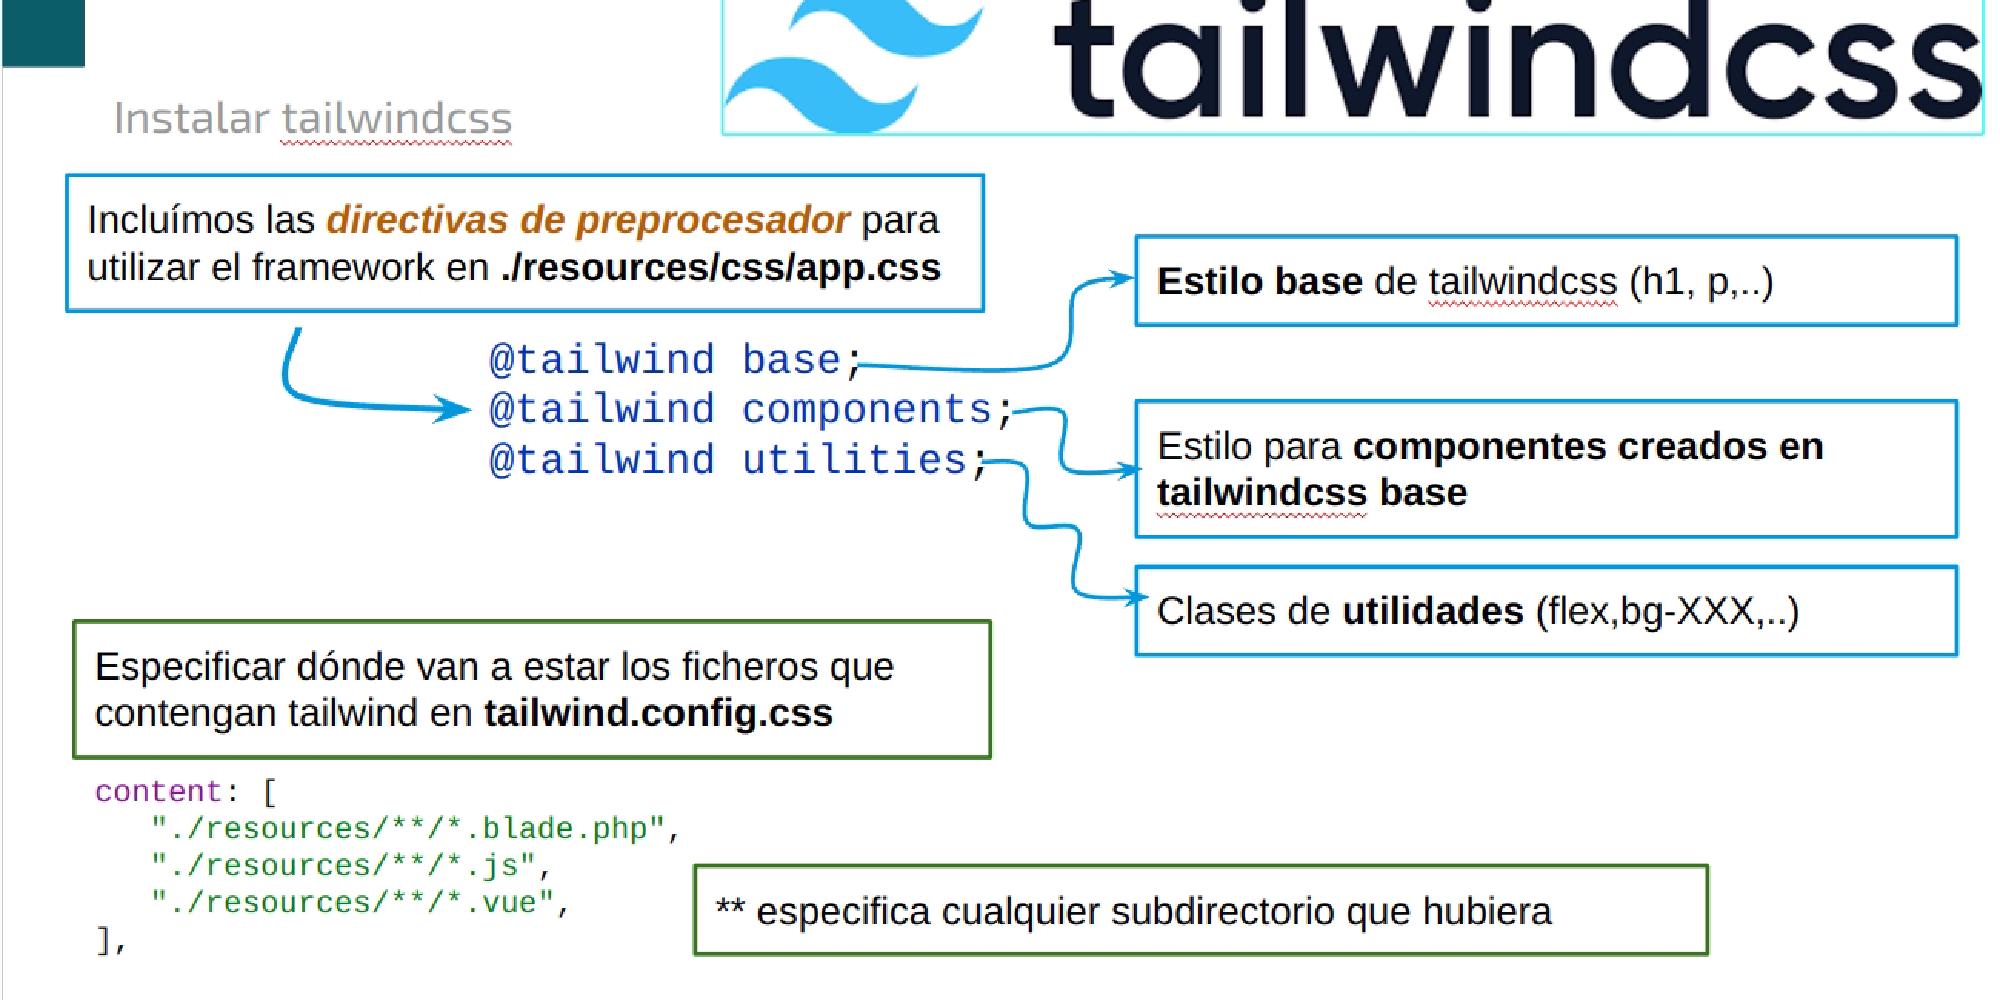 tailwindcss
Instalar tailwindcss
Incluímos las directivas de preprocesador para
utilizar el framework en ./resources/css/app.css
@tailwind base;
@tailwind components;
@tailwind utilities;
Estilo base de tailwindcss (h1, p,..)
Estilo para componentes creados en
tailwindcss base
Clases de utilidades (flex,bg-XXX,..)
Especificar dónde van a estar los ficheros que
contengan tailwind en tailwind.config.css
content: [
"./resources/**/*.blade.php",
"./resources/**/*.js",
"./resources/**/*.vue",
],
** especifica cualquier subdirectorio que hubiera